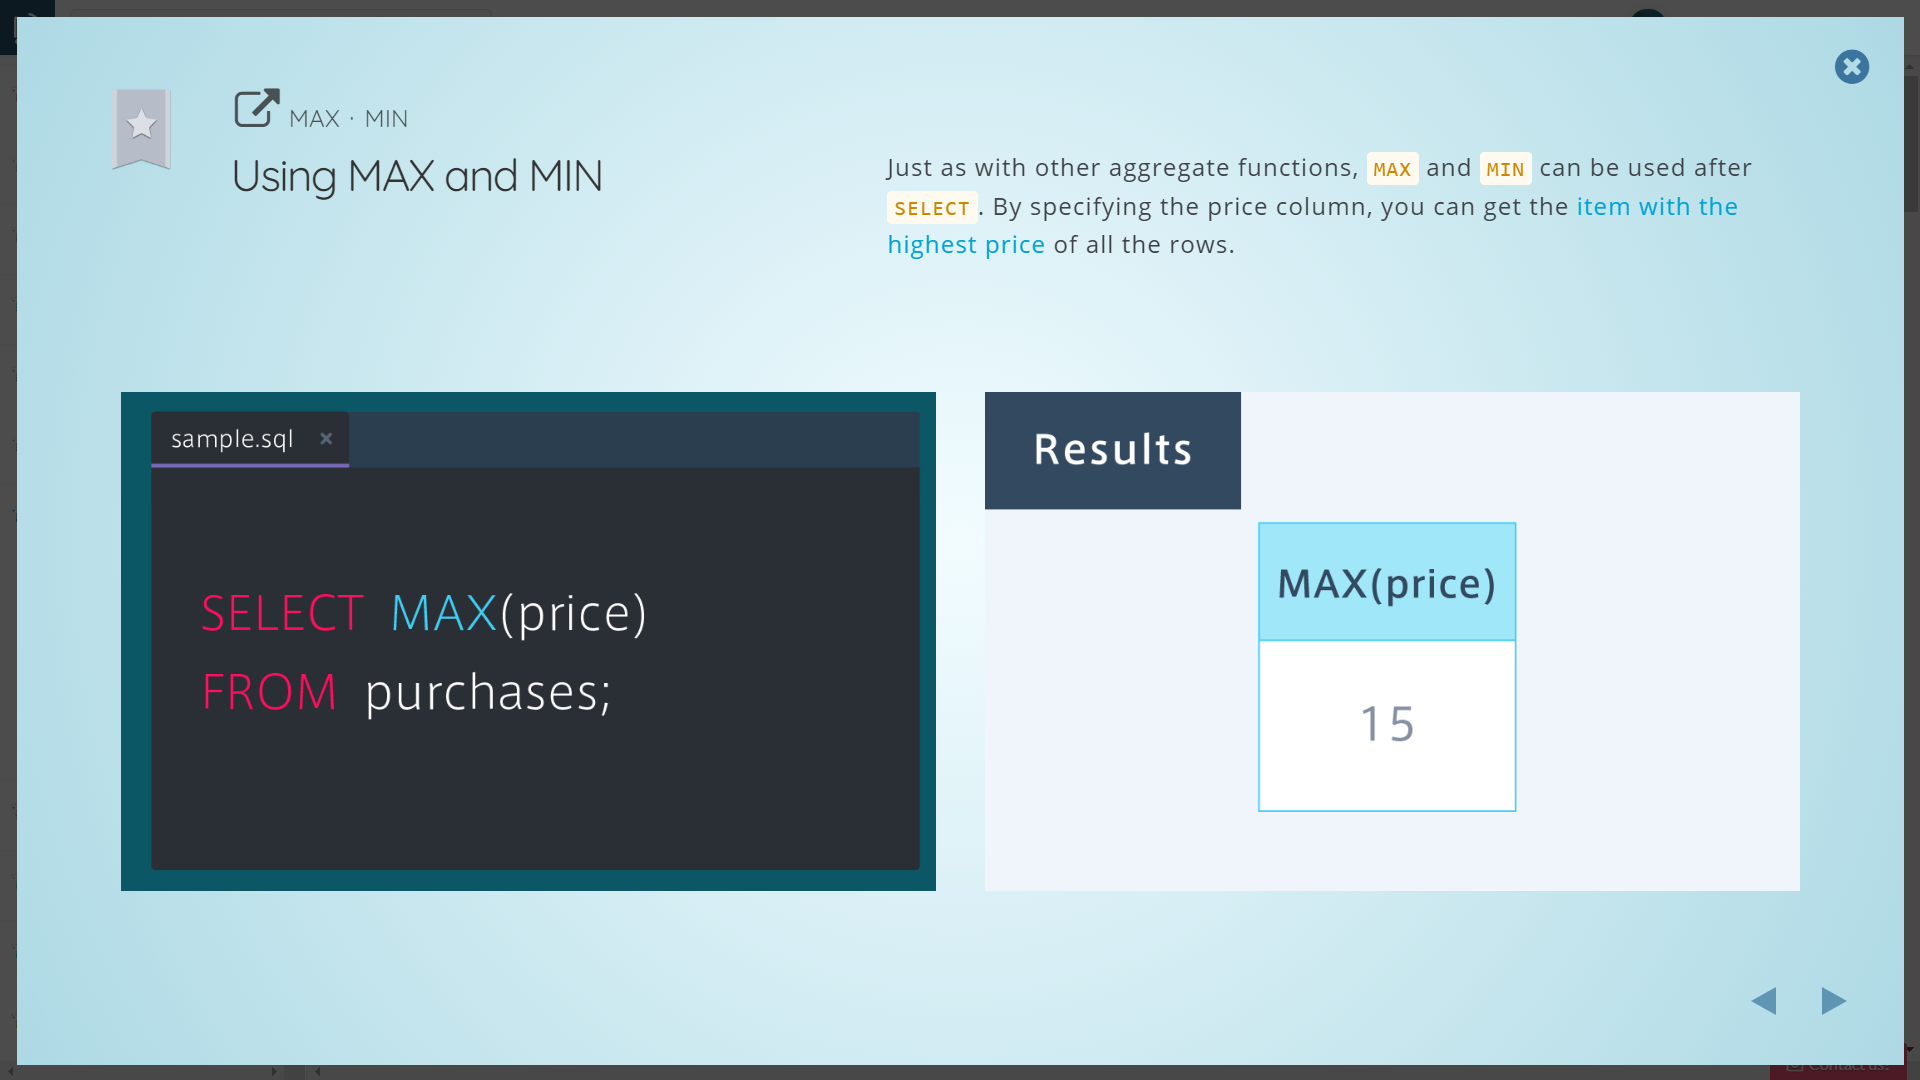 MAX · MIN
Using MAX and MIN
Just as with other aggregate functions, MAX and MIN can be used after
SELECT. By specifying the price column, you can get the item with the
highest price of all the rows.
sample.sql ×
SELECT MAX(price)
FROM purchases;
Results
MAX(price)
15
Contact us!